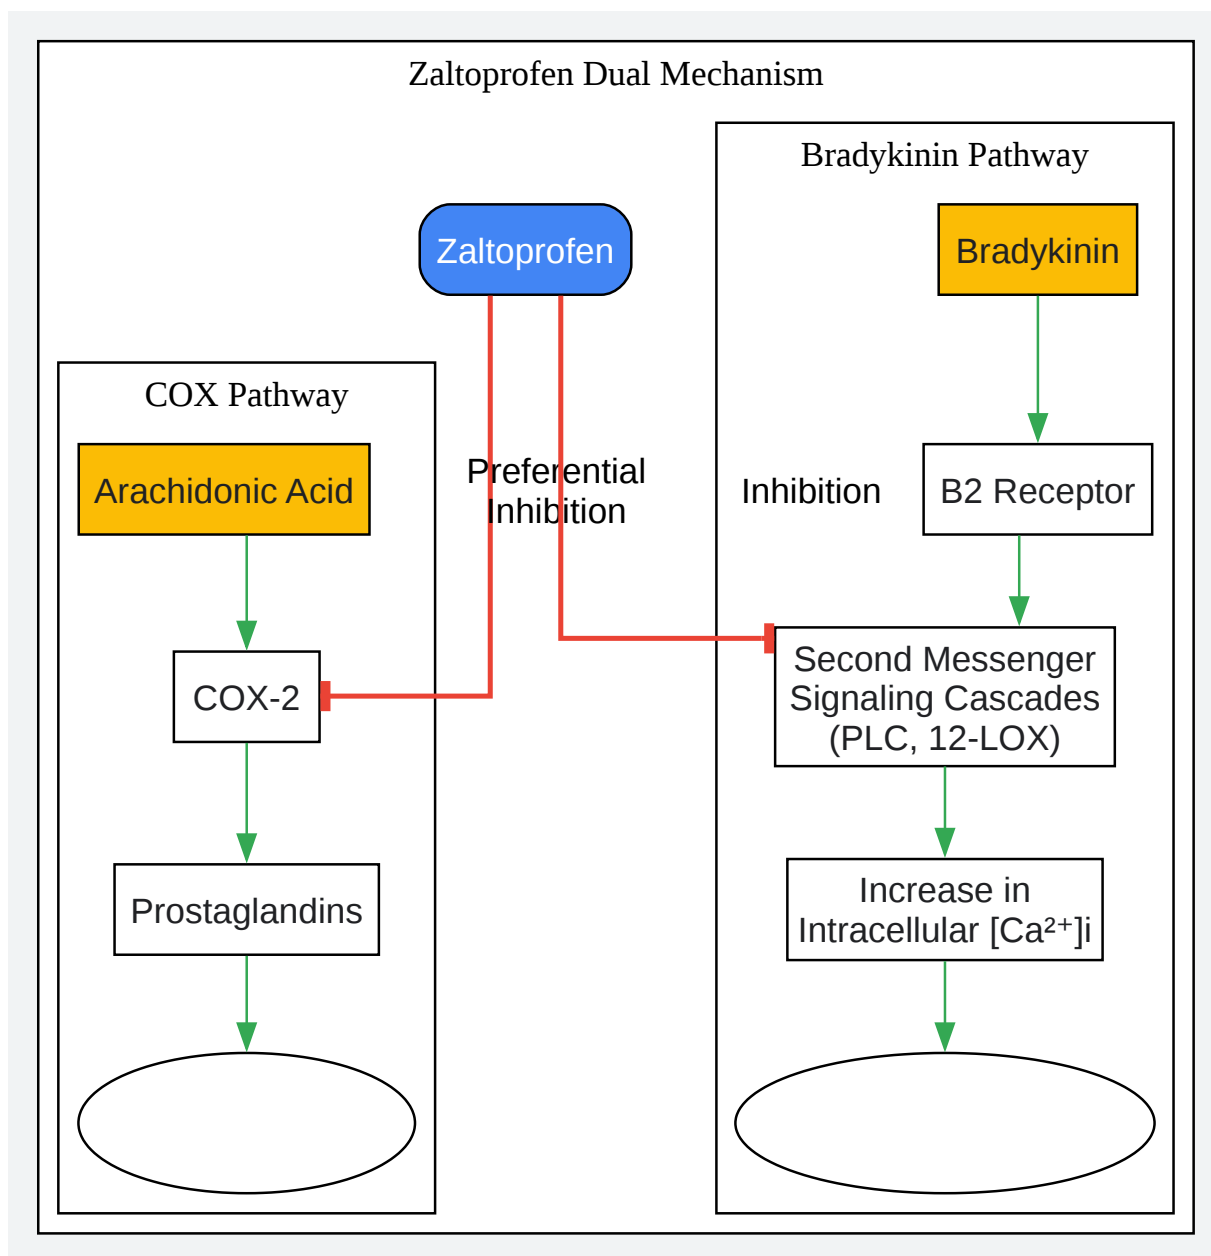 Zaltoprofen Dual Mechanism
Bradykinin Pathway
Zaltoprofen
Bradykinin
COX Pathway
Arachidonic Acid
Preferential
Inhibition
Inhibition
B2 Receptor
COX-2
Second Messenger
Signaling Cascades
(PLC, 12-LOX)
Prostaglandins
Increase in
Intracellular [Ca²⁺]i